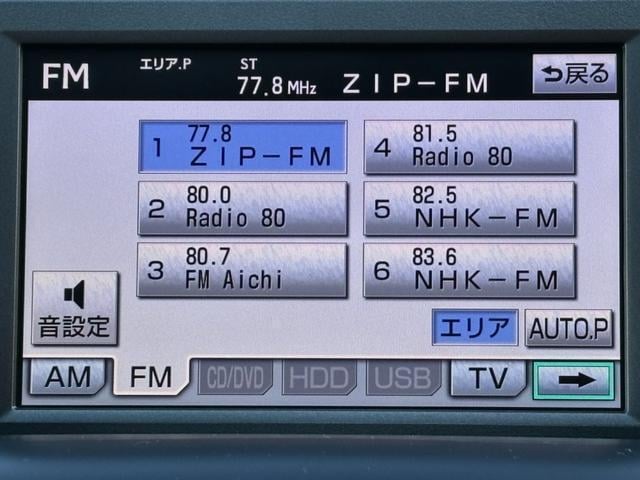 FM エリア.P ST 77.8MHz ZIP-FM 戻る
1 77.8 ZIP-FM
4 81.5 Radio 80
2 80.0 Radio 80
5 82.5 NHK-FM
3 80.7 FM Aichi
6 83.6 NHK-FM
音設定
エリア AUTO.P
AM FM CD/DVD HDD USB TV